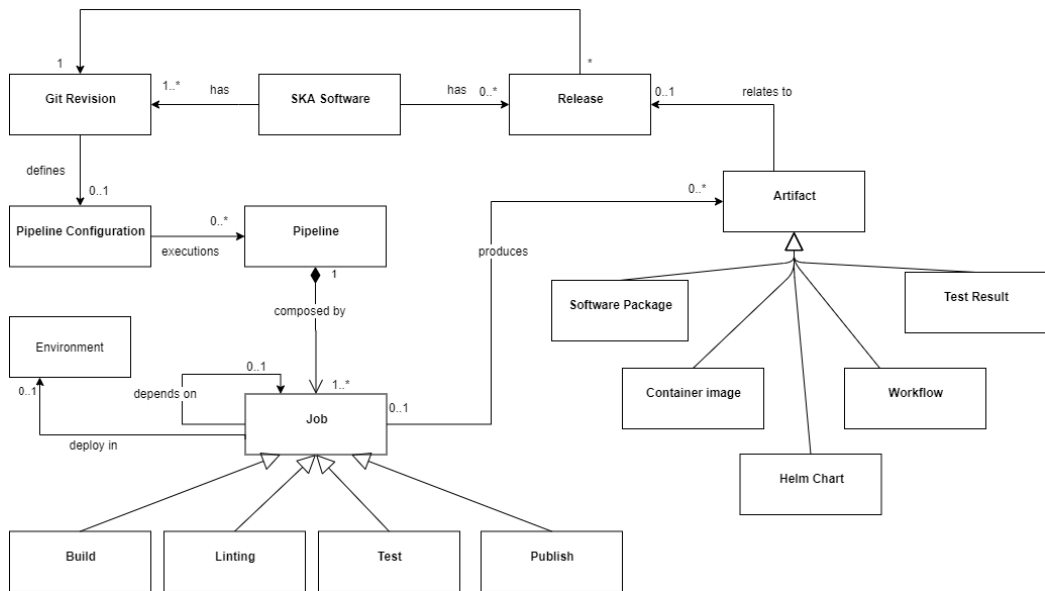 1
*
Git Revision
1..*
has
SKA Software
has
0..*
Release
0..1
relates to
defines
0..1
0..*
Artifact
Pipeline Configuration
0..*
executions
Pipeline
produces
1
composed by
Software Package
Test Result
Environment
0..1
0..1
depends on
1..*
0..1
Job
deploy in
Container image
Workflow
Helm Chart
Build
Linting
Test
Publish